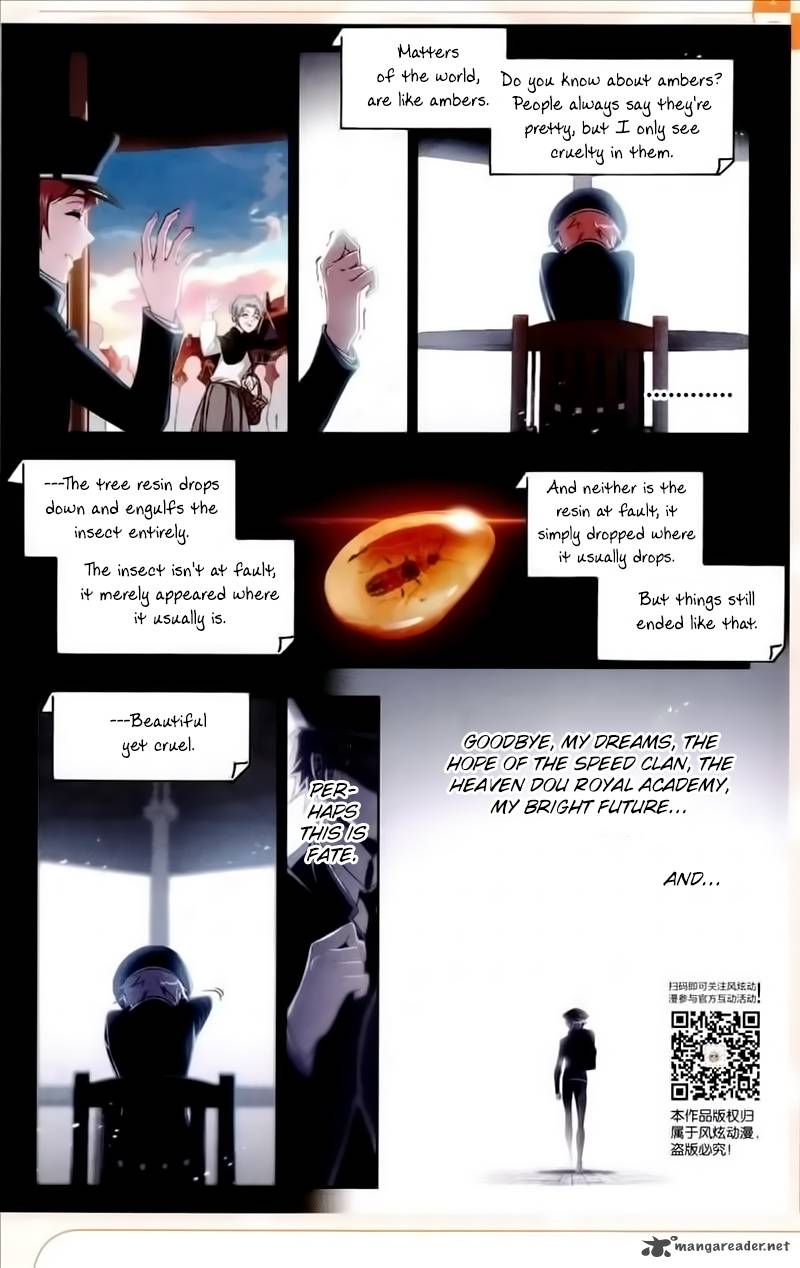 Matters
of the world,
are like ambers.
Do you know about ambers?
People always say they're
pretty, but I only see
cruelty in them.
.............
---The tree resin drops
down and engulfs the
insect entirely.
The insect isn't at fault,
it merely appeared where
it usually is.
And neither is the
resin at fault, it
simply dropped where
it usually drops.
But things still
ended like that.
---Beautiful
yet cruel.
PER-
HAPS
THIS IS
FATE.
GOODBYE, MY DREAMS, THE
HOPE OF THE SPEED CLAN, THE
HEAVEN DOU ROYAL ACADEMY,
MY BRIGHT FUTURE...
AND...
扫码即可关注风炫动
漫参与官方互动活动!
本作品版权归
属于风炫动漫,
盗版必究!
mangareader.net